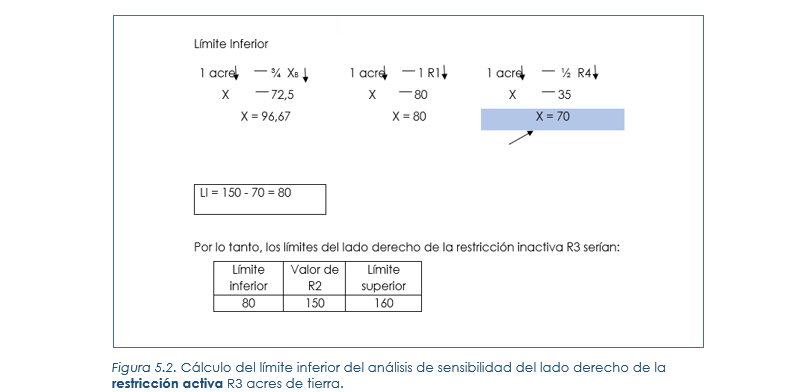 Límite Inferior
1 acre — ¾ XB 1 acre — 1 R1 1 acre — ½ R4
X — 72,5 X — 80 X — 35
X = 96,67 X = 80 X = 70
LI = 150 - 70 = 80
Por lo tanto, los límites del lado derecho de la restricción inactiva R3 serían:
Límite Valor de Límite
inferior R2 superior
80 150 160
Figura 5.2. Cálculo del límite inferior del análisis de sensibilidad del lado derecho de la
restricción activa R3 acres de tierra.